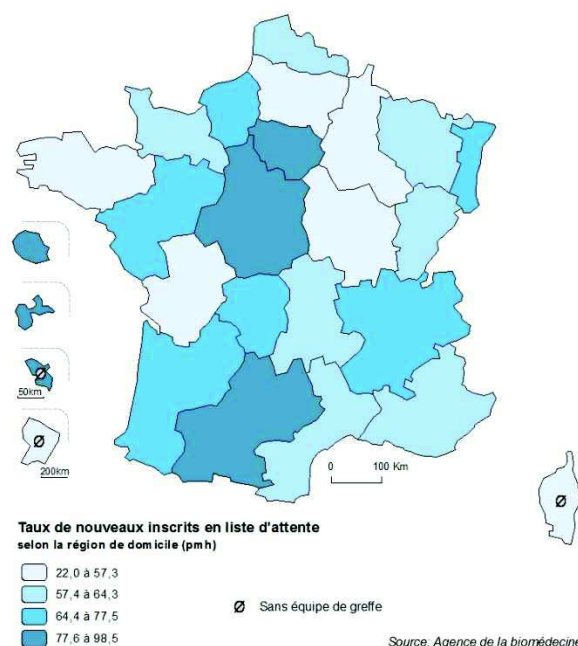 50km
200km
0 100 Km
Taux de nouveaux inscrits en liste d'attente
selon la région de domicile (pmh)
22,0 à 57,3
57,4 à 64,3
64,4 à 77,5
77,6 à 98,5
Ø Sans équipe de greffe
Source: Agence de la biomédecine